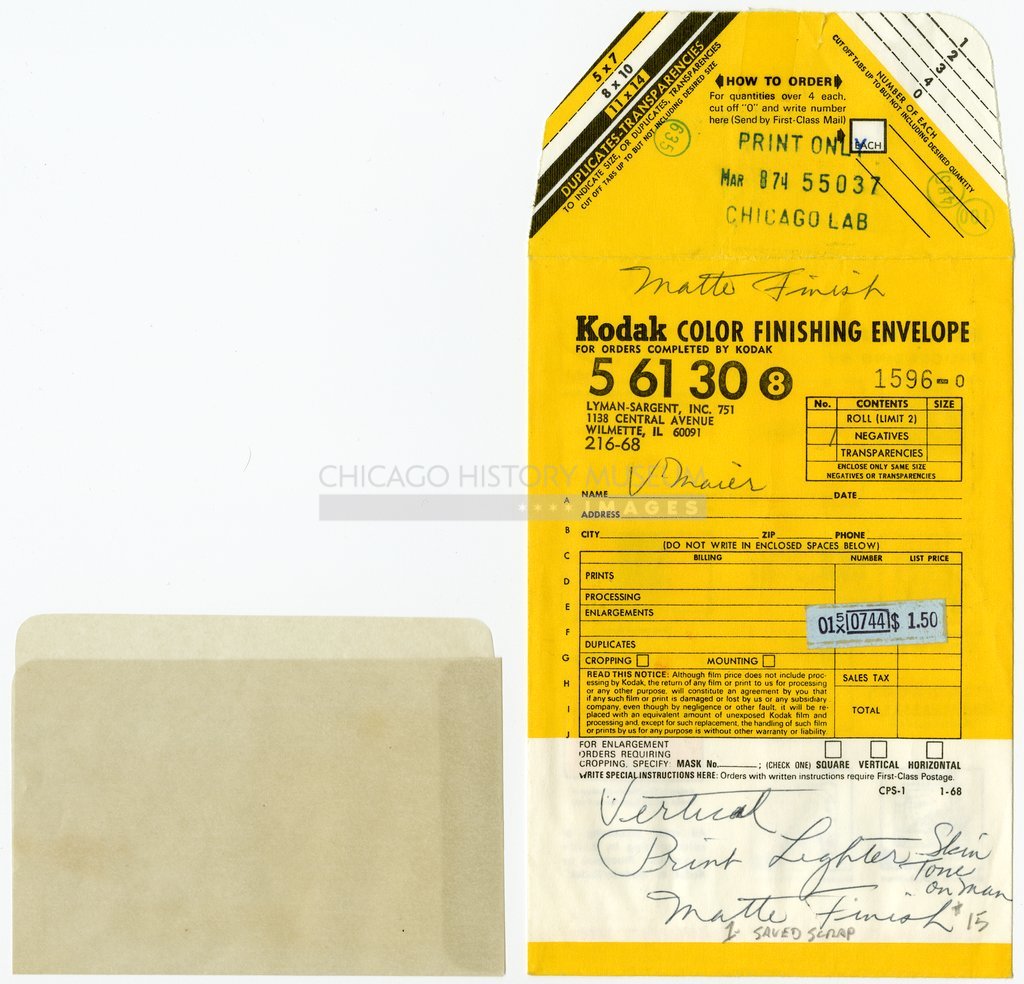 5 x 7
8 x 10
11 x 14
DUPLICATES-TRANSPARENCIES
TO INDICATE SIZE, OR DUPLICATES, TRANSPARENCIES
CUT OFF TABS UP TO BUT NOT INCLUDING DESIRED SIZE
1
2
3
4
0
NUMBER OF EACH
CUT OFF TABS UP TO BUT NOT INCLUDING DESIRED QUANTITY
HOW TO ORDER
For quantities over 4 each,
cut off "O" and write number
here (Send by First-Class Mail)
EACH
635
PRINT ONLY
MAR 874 55037
CHICAGO LAB
Matte Finish
Kodak COLOR FINISHING ENVELOPE
FOR ORDERS COMPLETED BY KODAK
5 61 30 8
1596 0
LYMAN-SARGENT, INC. 751
1138 CENTRAL AVENUE
WILMETTE, IL 60091
216-68
No. CONTENTS SIZE
ROLL (LIMIT 2)
NEGATIVES
TRANSPARENCIES
ENCLOSE ONLY SAME SIZE
NEGATIVES OR TRANSPARENCIES
CHICAGO HISTORY MUSEUM
IMAGES
V Maier
A NAME DATE
ADDRESS
B CITY ZIP PHONE
(DO NOT WRITE IN ENCLOSED SPACES BELOW)
C BILLING NUMBER LIST PRICE
D PRINTS
PROCESSING
E ENLARGEMENTS
01 5x 0744 $ 1.50
F
DUPLICATES
G CROPPING MOUNTING
READ THIS NOTICE: Although film price does not include proc-
essing by Kodak, the return of any film or print to us for processing
H or any other purpose, will constitute an agreement by you that
if any such film or print is damaged or lost by us or any subsidiary
I company, even though by negligence or other fault, it will be re-
placed with an equivalent amount of unexposed Kodak film and
processing and, except for such replacement, the handling of such film
J or prints by us for any purpose is without other warranty or liability.
SALES TAX
TOTAL
FOR ENLARGEMENT
ORDERS REQUIRING
CROPPING, SPECIFY: MASK No. ; (CHECK ONE) SQUARE VERTICAL HORIZONTAL
WRITE SPECIAL INSTRUCTIONS HERE: Orders with written instructions require First-Class Postage.
CPS-1 1-68
Vertical
Print Lighter Skin
Tone
on man
Matte Finish #15
1- SAVED SCRAP